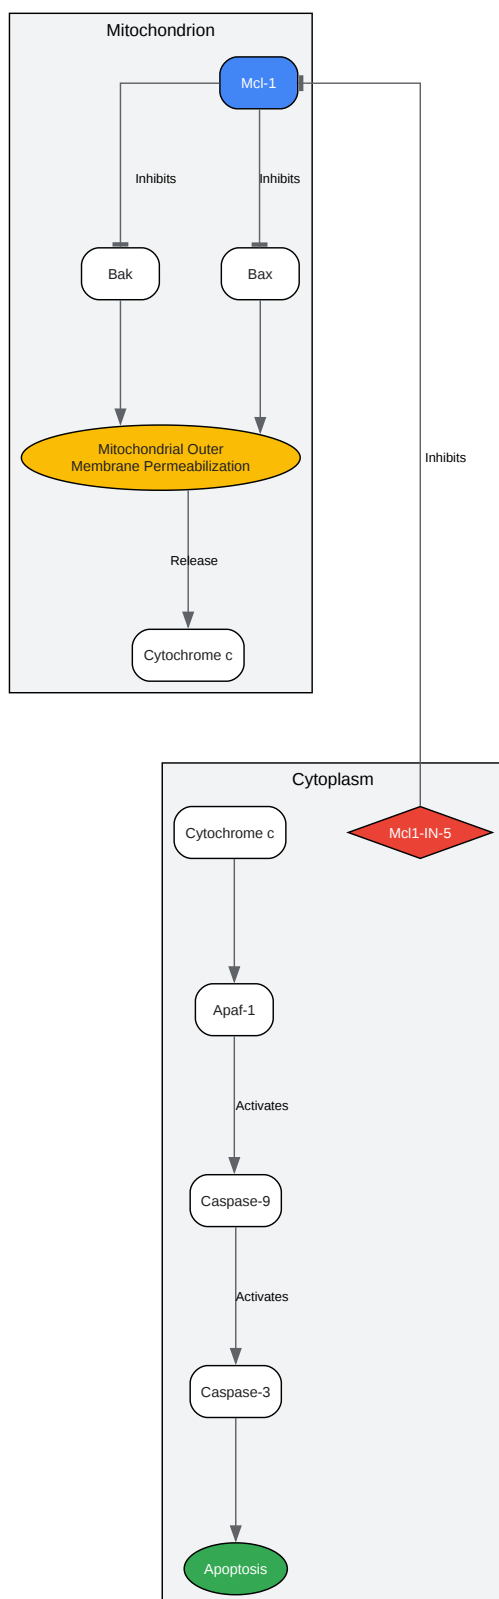 Mitochondrion
Mcl-1
Inhibits
Inhibits
Bak
Bax
Mitochondrial Outer
Membrane Permeabilization
Inhibits
Release
Cytochrome c
Cytoplasm
Cytochrome c
Mcl1-IN-5
Apaf-1
Activates
Caspase-9
Activates
Caspase-3
Apoptosis